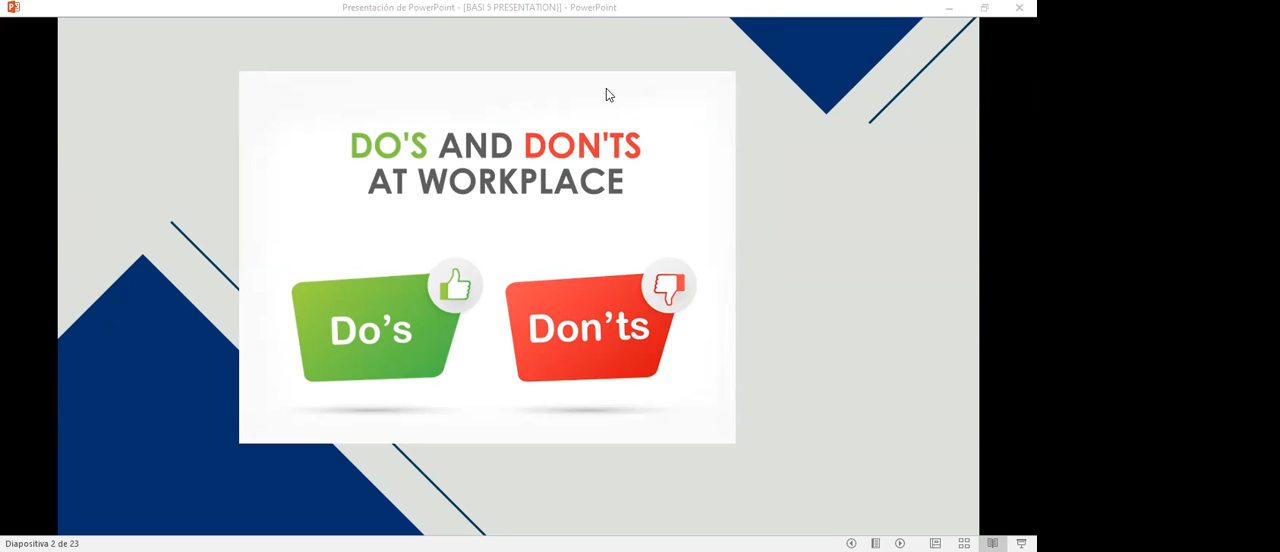 Presentación de PowerPoint - [BASI 5 PRESENTATION)] - PowerPoint
DO'S AND DON'TS
AT WORKPLACE
Do's
Don'ts
Diapositiva 2 de 23